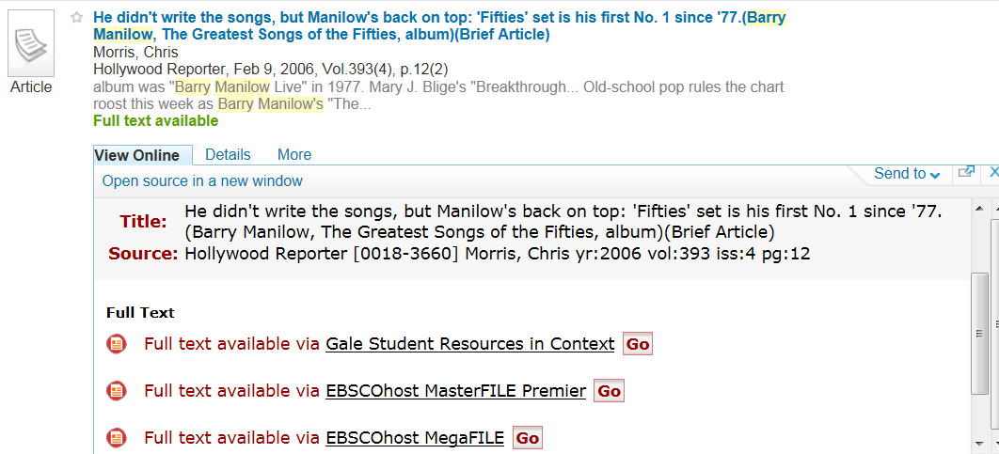 He didn't write the songs, but Manilow's back on top: 'Fifties' set is his first No. 1 since '77.(Barry
Manilow, The Greatest Songs of the Fifties, album)(Brief Article)
Morris, Chris
Hollywood Reporter, Feb 9, 2006, Vol.393(4), p.12(2)
Article
album was "Barry Manilow Live" in 1977. Mary J. Blige's "Breakthrough... Old-school pop rules the chart
roost this week as Barry Manilow's "The...
Full text available
View Online Details More
Open source in a new window
Send to
Title: He didn't write the songs, but Manilow's back on top: 'Fifties' set is his first No. 1 since '77.
(Barry Manilow, The Greatest Songs of the Fifties, album)(Brief Article)
Source: Hollywood Reporter [0018-3660] Morris, Chris yr:2006 vol:393 iss:4 pg:12
Full Text
Full text available via Gale Student Resources in Context Go
Full text available via EBSCOhost MasterFILE Premier Go
Full text available via EBSCOhost MegaFILE Go